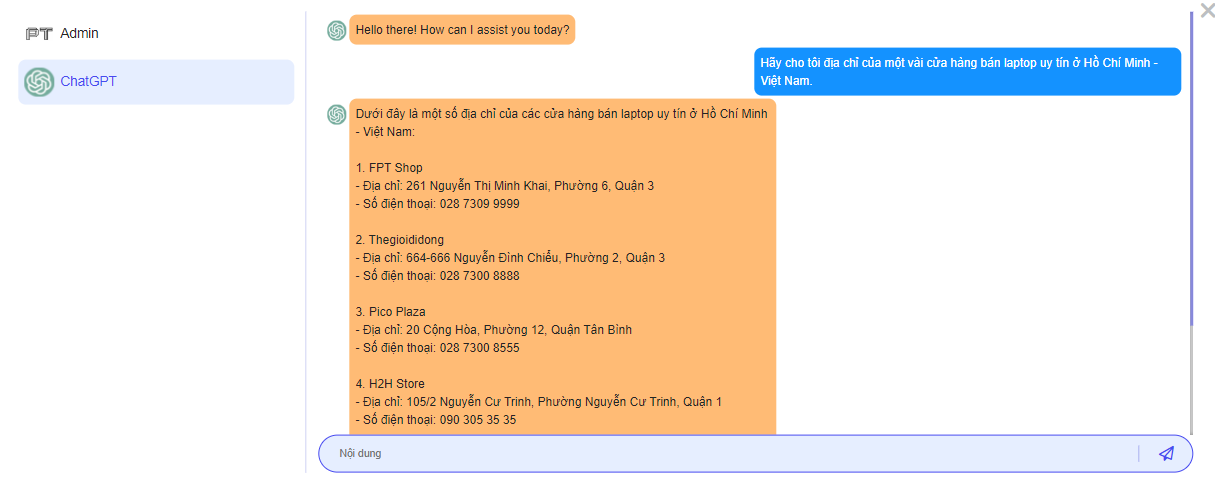 PT Admin
ChatGPT
Hello there! How can I assist you today?
Hãy cho tôi địa chỉ của một vài cửa hàng bán laptop uy tín ở Hồ Chí Minh -
Việt Nam.
Dưới đây là một số địa chỉ của các cửa hàng bán laptop uy tín ở Hồ Chí Minh
- Việt Nam:
1. FPT Shop
- Địa chỉ: 261 Nguyễn Thị Minh Khai, Phường 6, Quận 3
- Số điện thoại: 028 7309 9999
2. Thegioididong
- Địa chỉ: 664-666 Nguyễn Đình Chiểu, Phường 2, Quận 3
- Số điện thoại: 028 7300 8888
3. Pico Plaza
- Địa chỉ: 20 Cộng Hòa, Phường 12, Quận Tân Bình
- Số điện thoại: 028 7300 8555
4. H2H Store
- Địa chỉ: 105/2 Nguyễn Cư Trinh, Phường Nguyễn Cư Trinh, Quận 1
- Số điện thoại: 090 305 35 35
Nội dung